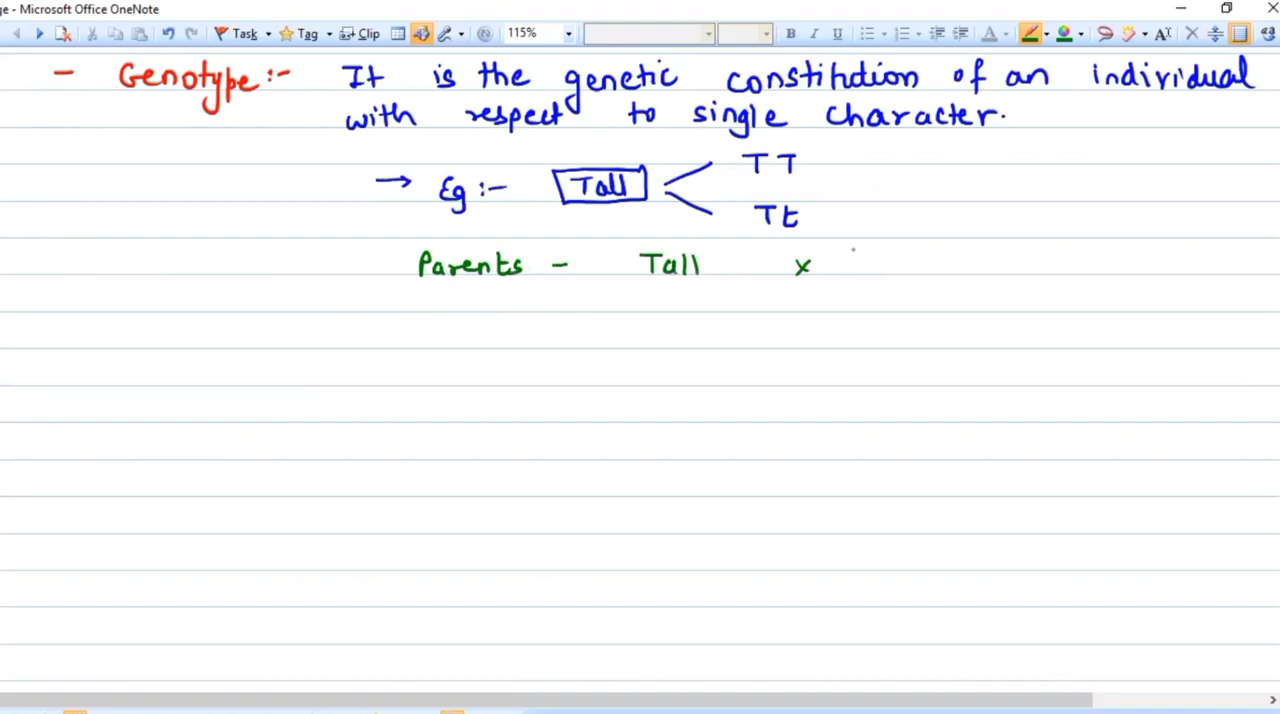 ge - Microsoft Office OneNote
Task Tag Clip 115% B I U A
- Genotype :- It is the genetic constitution of an individual
with respect to single character.
→ Eg :- Tall < TT
Tt
Parents - Tall x